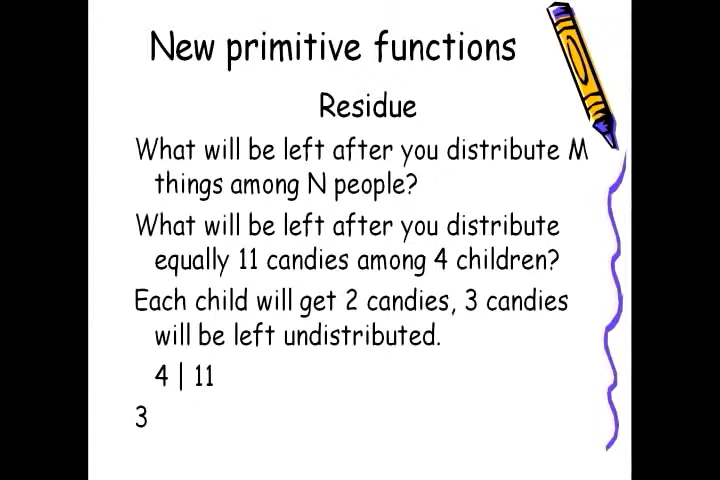 New primitive functions
Residue
What will be left after you distribute M
things among N people?
What will be left after you distribute
equally 11 candies among 4 children?
Each child will get 2 candies, 3 candies
will be left undistributed.
4 | 11
3